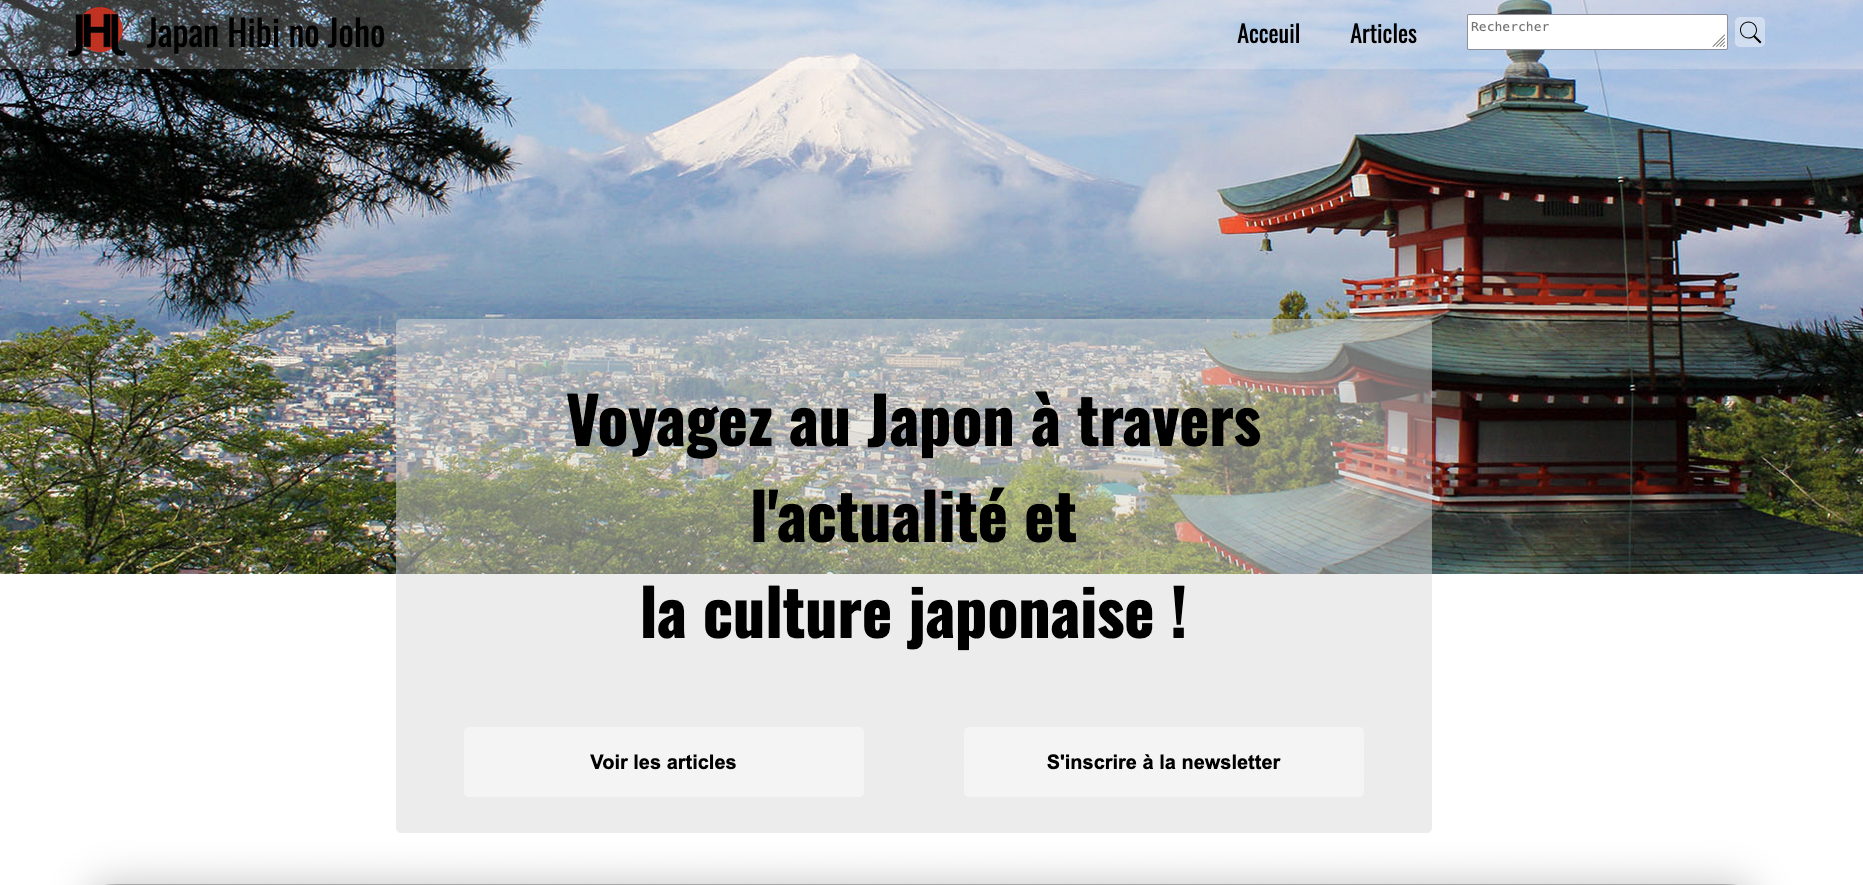 JHJ Japan Hibi no Joho
Acceuil
Articles
Rechercher
Voyagez au Japon à travers
l'actualité et
la culture japonaise !
Voir les articles
S'inscrire à la newsletter